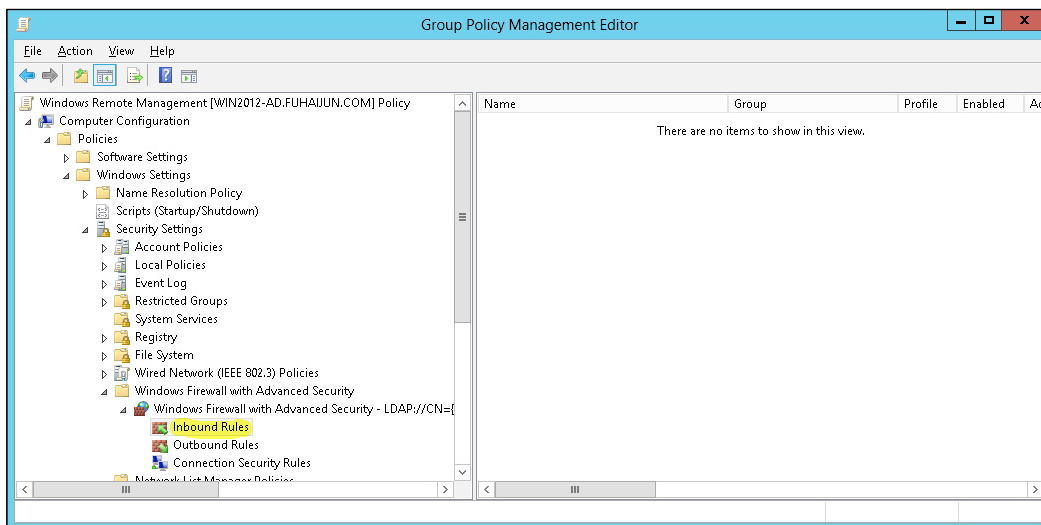 Group Policy Management Editor
File Action View Help
Windows Remote Management [WIN2012-AD.FUHAIJUN.COM] Policy
Computer Configuration
Policies
Software Settings
Windows Settings
Name Resolution Policy
Scripts (Startup/Shutdown)
Security Settings
Account Policies
Local Policies
Event Log
Restricted Groups
System Services
Registry
File System
Wired Network (IEEE 802.3) Policies
Windows Firewall with Advanced Security
Windows Firewall with Advanced Security - LDAP://CN={
Inbound Rules
Outbound Rules
Connection Security Rules
Network List Manager Policies
Name Group Profile Enabled
There are no items to show in this view.